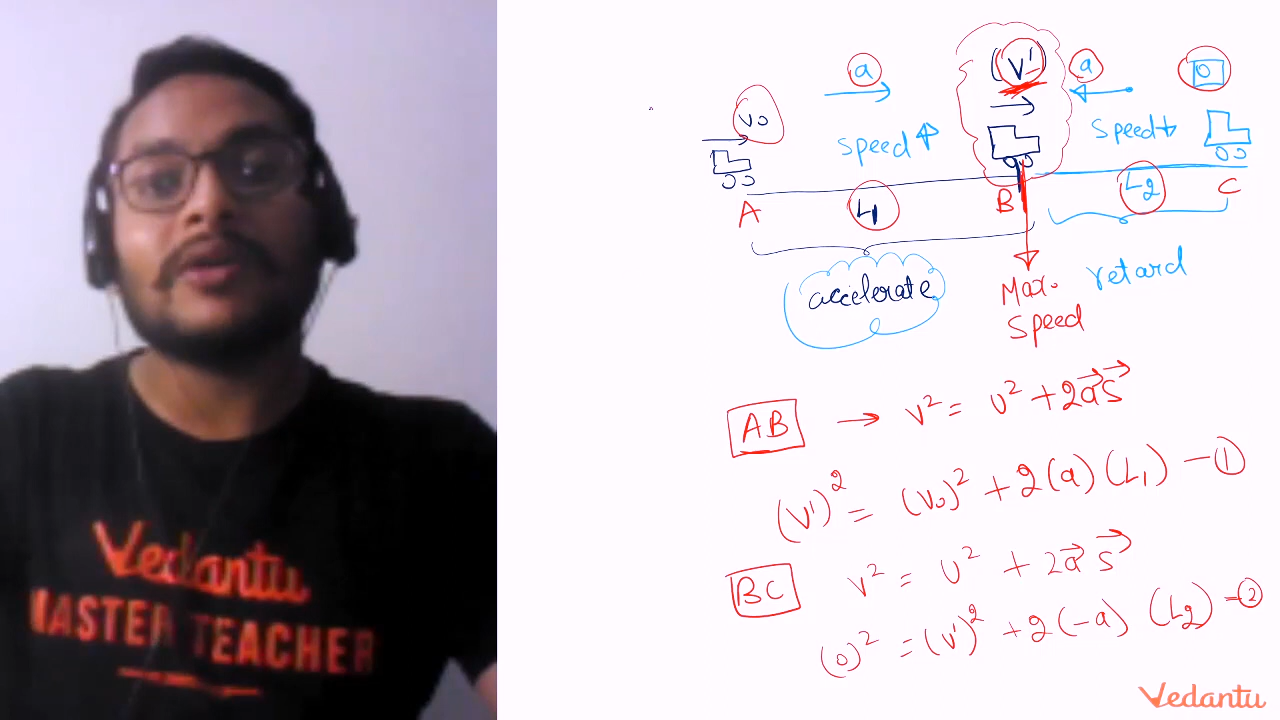 a
(V')
a
0
V0
speed ↑
speed ↓
A
L1
B
L2
C
accelerate
Max.
speed
retard
AB → V² = U² + 2a⃗s⃗
(V')² = (V0)² + 2(a)(L1) - ①
BC V² = U² + 2a⃗s⃗
(0)² = (V')² + 2(-a)(L2) - ②
Vedantu
MASTER TEACHER
Vedantu